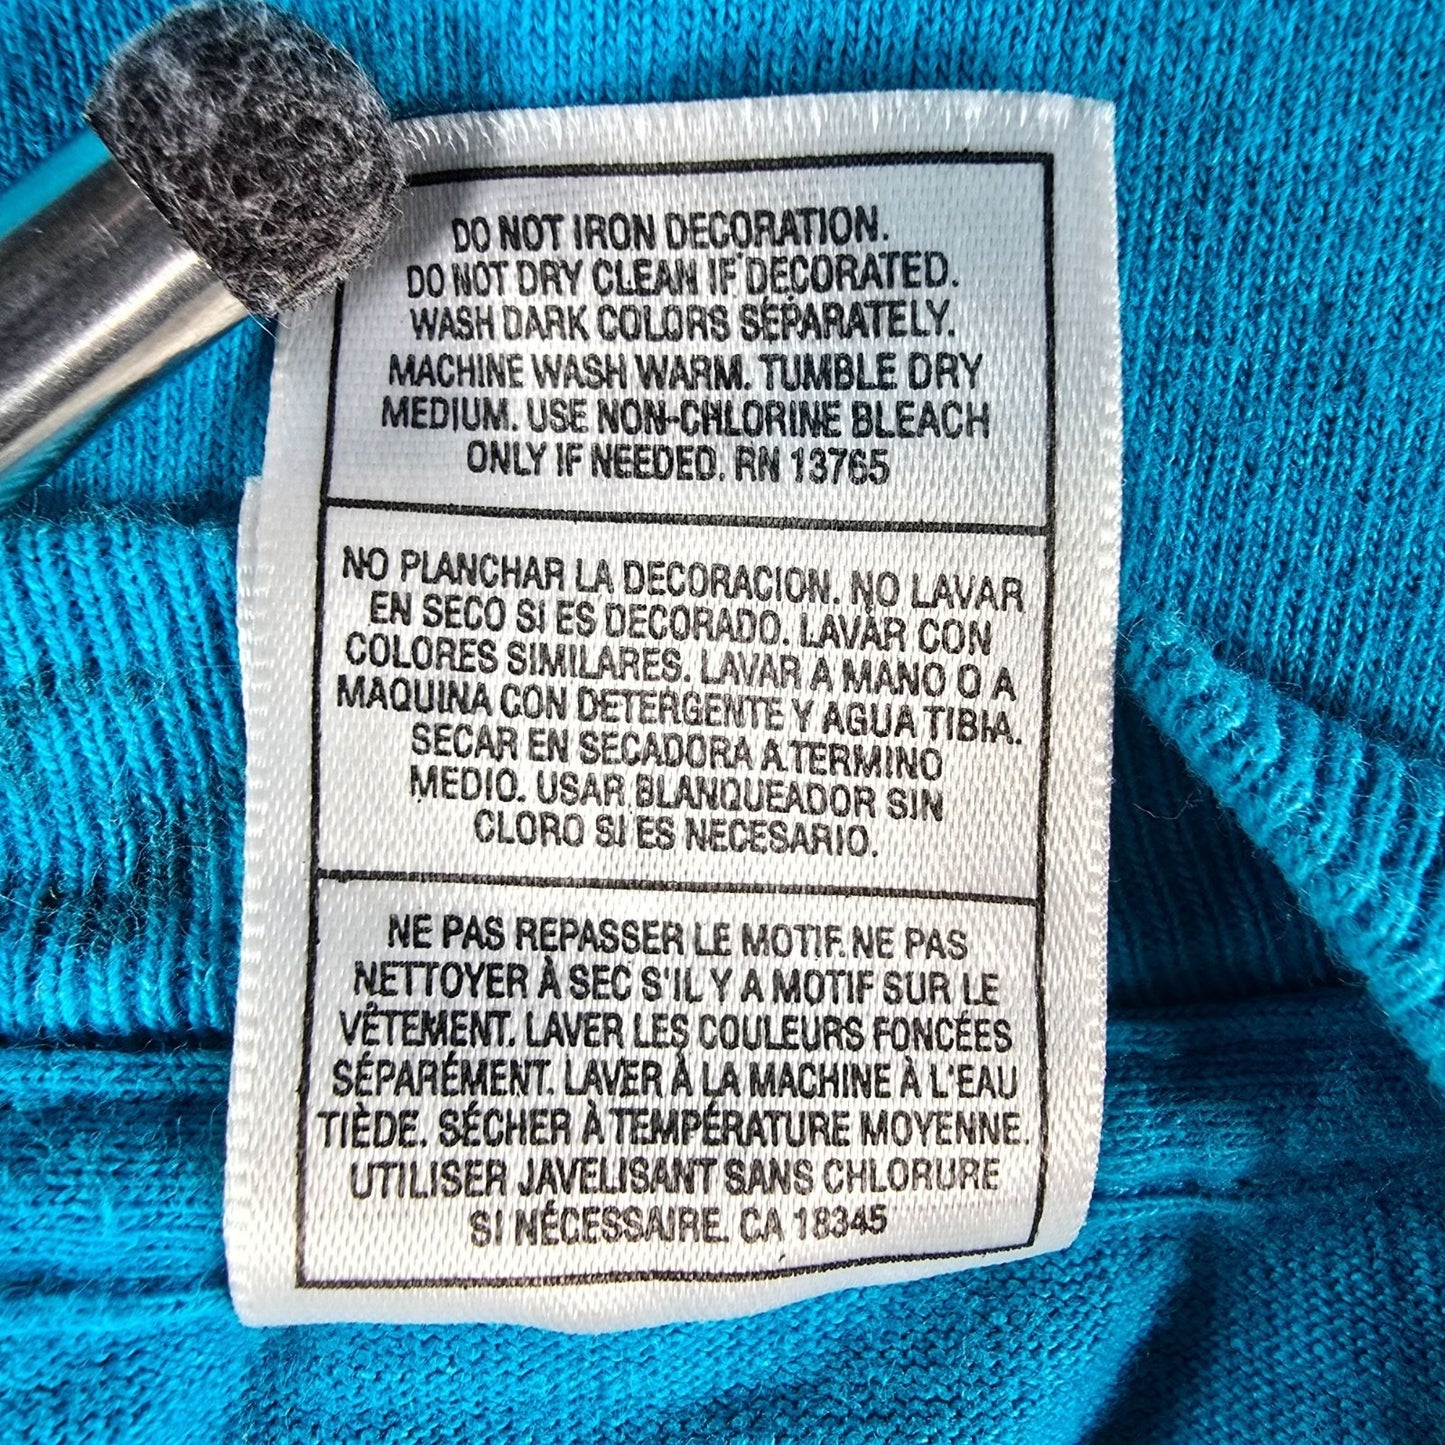 DO NOT IRON DECORATION.
DO NOT DRY CLEAN IF DECORATED.
WASH DARK COLORS SEPARATELY.
MACHINE WASH WARM. TUMBLE DRY
MEDIUM. USE NON-CHLORINE BLEACH
ONLY IF NEEDED. RN 13765
NO PLANCHAR LA DECORACION. NO LAVAR
EN SECO SI ES DECORADO. LAVAR CON
COLORES SIMILARES. LAVAR A MANO O A
MAQUINA CON DETERGENTE Y AGUA TIBIA.
SECAR EN SECADORA A TERMINO
MEDIO. USAR BLANQUEADOR SIN
CLORO SI ES NECESARIO.
NE PAS REPASSER LE MOTIF. NE PAS
NETTOYER À SEC S'IL Y A MOTIF SUR LE
VÊTEMENT. LAVER LES COULEURS FONCÉES
SÉPARÉMENT. LAVER À LA MACHINE À L'EAU
TIÈDE. SÉCHER À TEMPÉRATURE MOYENNE.
UTILISER JAVELISANT SANS CHLORURE
SI NÉCESSAIRE. CA 18345